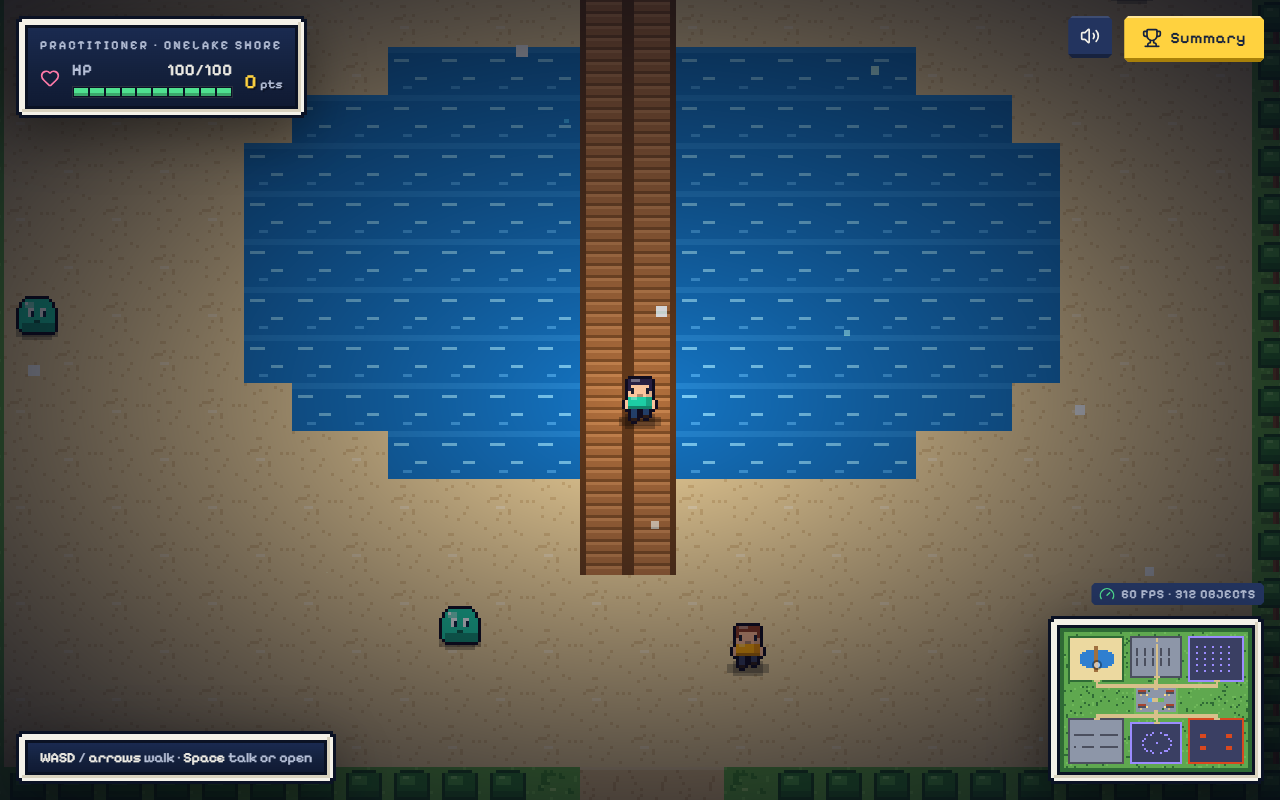 PRACTITIONER · ONELAKE SHORE
HP 100/100
0 pts
Summary
60 FPS · 312 OBJECTS
WASD / arrows walk · Space talk or open